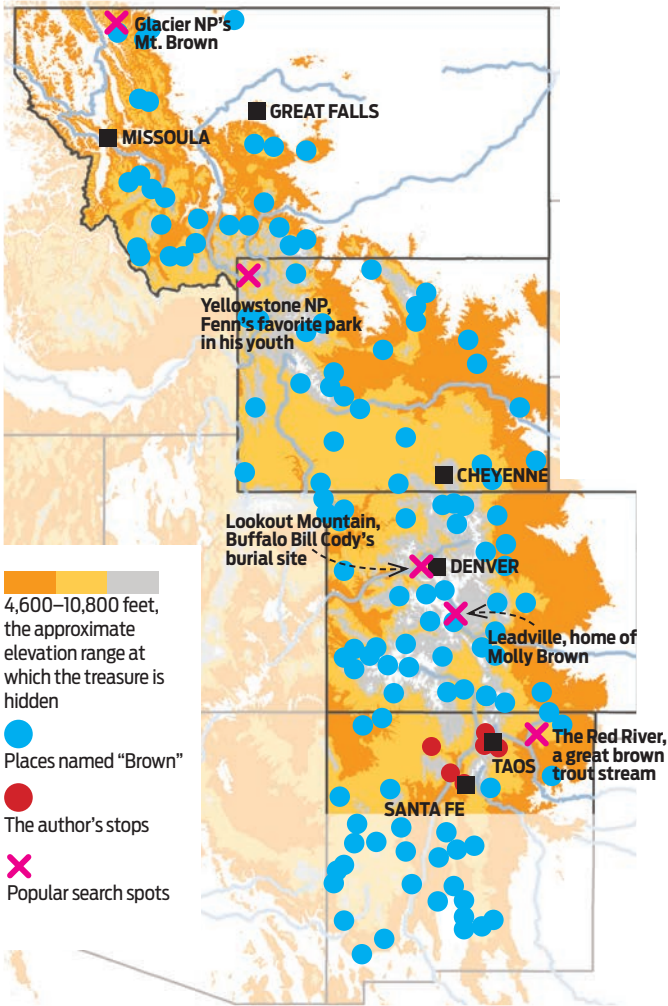 Glacier NP's
Mt. Brown
GREAT FALLS
MISSOULA
Yellowstone NP,
Fenn's favorite park
in his youth
CHEYENNE
Lookout Mountain,
Buffalo Bill Cody's
burial site
DENVER
Leadville, home of
Molly Brown
4,600–10,800 feet,
the approximate
elevation range at
which the treasure is
hidden
Places named “Brown”
The author's stops
Popular search spots
The Red River,
a great brown
trout stream
TAOS
SANTA FE